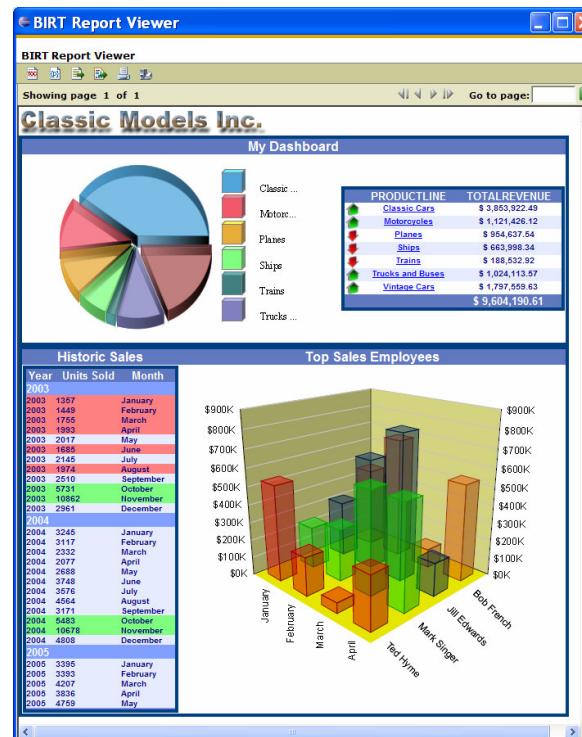 BIRT Report Viewer
BIRT Report Viewer
Showing page 1 of 1
Go to page:
Classic Models Inc.
My Dashboard
Classic ...
Motorc...
Planes
Ships
Trains
Trucks ...
PRODUCTLINE TOTALREVENUE
Classic Cars $ 3,853,922.49
Motorcycles $ 1,121,426.12
Planes $ 954,637.54
Ships $ 663,998.34
Trains $ 188,532.92
Trucks and Buses $ 1,024,113.57
Vintage Cars $ 1,797,559.63
$ 9,604,190.61
Historic Sales
Year Units Sold Month
2003
2003 1357 January
2003 1449 February
2003 1755 March
2003 1993 April
2003 2017 May
2003 1685 June
2003 2145 July
2003 1974 August
2003 2510 September
2003 5731 October
2003 10862 November
2003 2961 December
2004
2004 3245 January
2004 3117 February
2004 2332 March
2004 2077 April
2004 2688 May
2004 3748 June
2004 3576 July
2004 4564 August
2004 3171 September
2004 5483 October
2004 10678 November
2004 4808 December
2005
2005 3395 January
2005 3393 February
2005 4207 March
2005 3836 April
2005 4759 May
Top Sales Employees
$900K
$800K
$700K
$600K
$500K
$400K
$300K
$200K
$100K
$0K
$900K
$800K
$700K
$600K
$500K
$400K
$300K
$200K
$100K
$0K
January
February
March
April
Ted Hyme
Mark Singer
Jill Edwards
Bob French